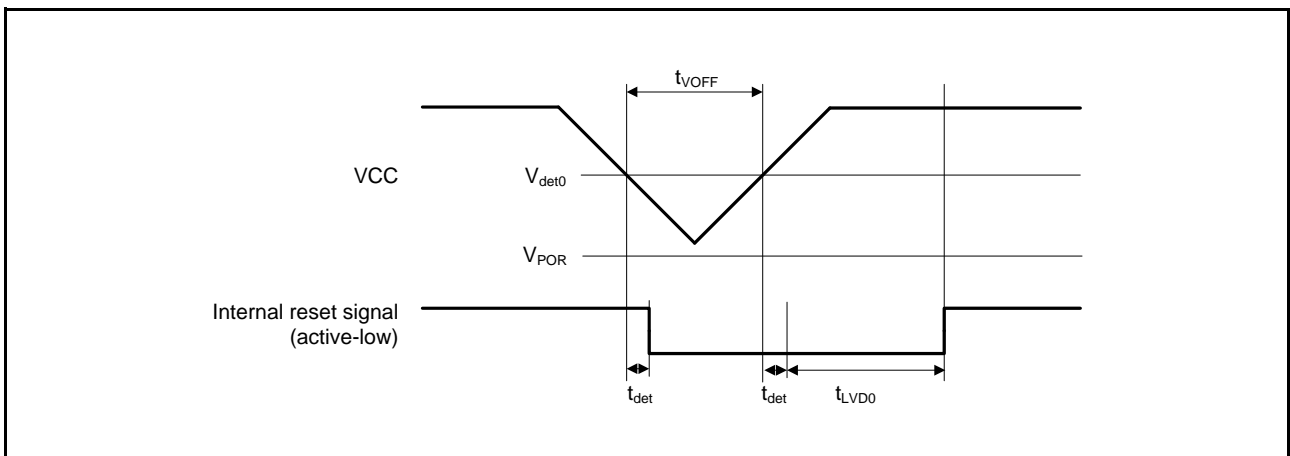 tVOFF
VCC
Vdet0
VPOR
Internal reset signal
(active-low)
tdet
tdet
tLVD0